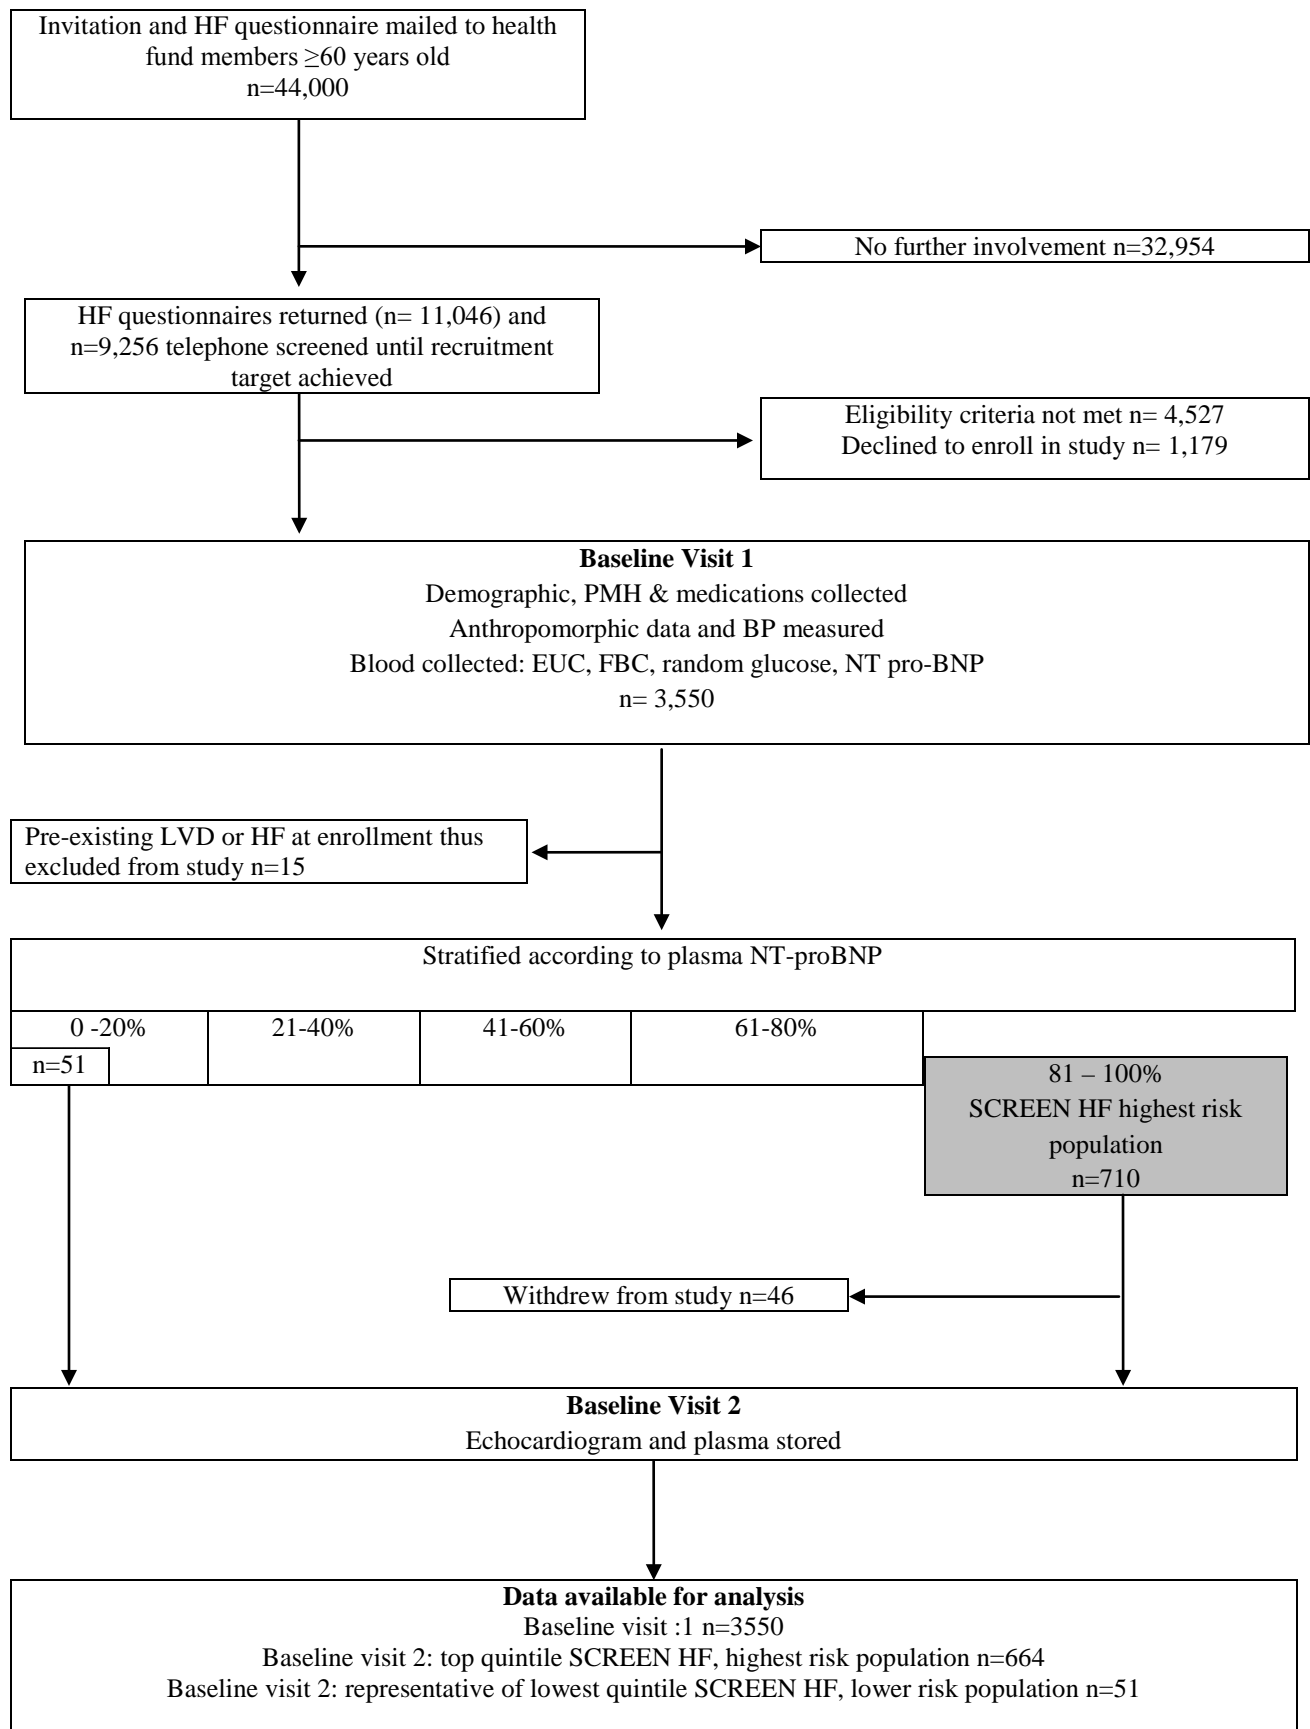 Invitation and HF questionnaire mailed to health
fund members ≥60 years old
n=44,000
No further involvement n=32,954
HF questionnaires returned (n= 11,046) and
n=9,256 telephone screened until recruitment
target achieved
Eligibility criteria not met n= 4,527
Declined to enroll in study n= 1,179
Baseline Visit 1
Demographic, PMH & medications collected
Anthropomorphic data and BP measured
Blood collected: EUC, FBC, random glucose, NT pro-BNP
n= 3,550
Pre-existing LVD or HF at enrollment thus
excluded from study n=15
Stratified according to plasma NT-proBNP
0 -20%
21-40%
41-60%
61-80%
n=51
81 – 100%
SCREEN HF highest risk
population
n=710
Withdrew from study n=46
Baseline Visit 2
Echocardiogram and plasma stored
Data available for analysis
Baseline visit :1 n=3550
Baseline visit 2: top quintile SCREEN HF, highest risk population n=664
Baseline visit 2: representative of lowest quintile SCREEN HF, lower risk population n=51